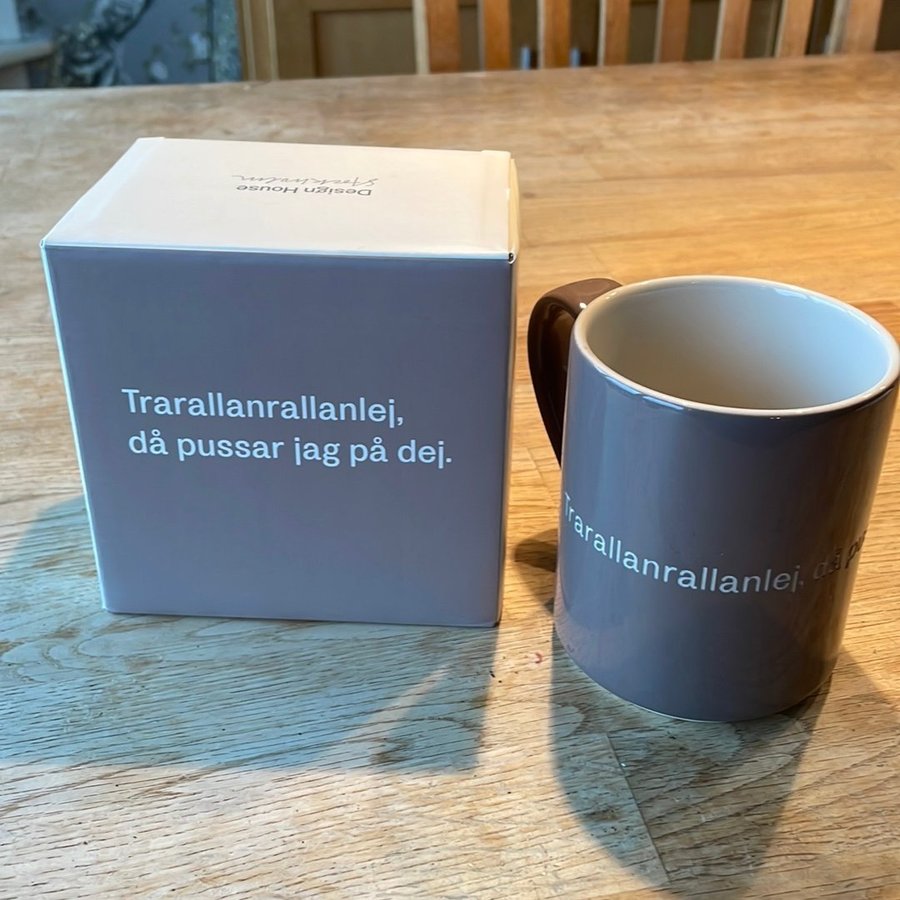 Design House
Stockholm
Trarallanrallanlej,
då pussar jag på dej.
Trarallanrallanlej, då